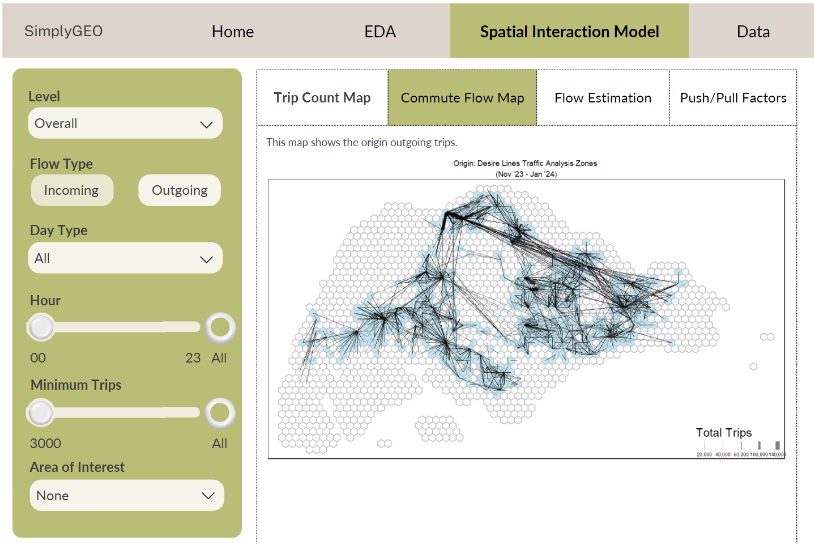 SimplyGEO Home EDA Spatial Interaction Model Data
Level
Overall
Flow Type
Incoming Outgoing
Day Type
All
Hour
00 23 All
Minimum Trips
3000 All
Area of Interest
None
Trip Count Map Commute Flow Map Flow Estimation Push/Pull Factors
This map shows the origin outgoing trips.
Origin: Desire Lines Traffic Analysis Zones
(Nov '23 - Jan '24)
Total Trips
20,000 40,000 60,000 100,000 140,000